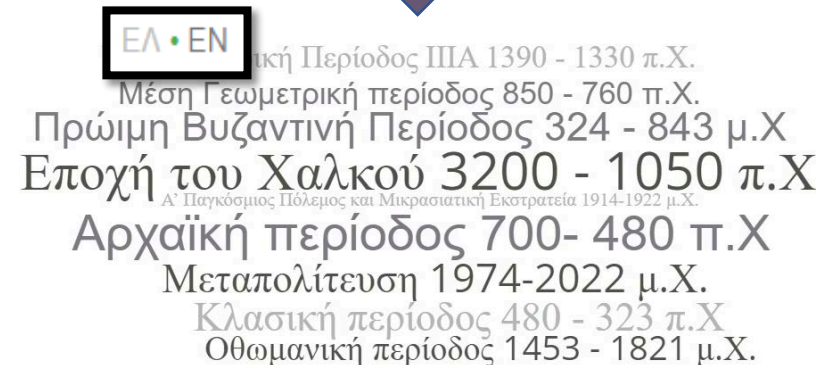 ΕΛ • EN
ική Περίοδος ΙΙΙΑ 1390 - 1330 π.Χ.
Μέση Γεωμετρική περίοδος 850 - 760 π.Χ.
Πρώιμη Βυζαντινή Περίοδος 324 - 843 μ.Χ
Εποχή του Χαλκού 3200 - 1050 π.Χ
Α' Παγκόσμιος Πόλεμος και Μικρασιατική Εκστρατεία 1914-1922 μ.Χ.
Αρχαϊκή περίοδος 700- 480 π.Χ
Μεταπολίτευση 1974-2022 μ.Χ.
Κλασική περίοδος 480 - 323 π.Χ
Οθωμανική περίοδος 1453 - 1821 μ.Χ.